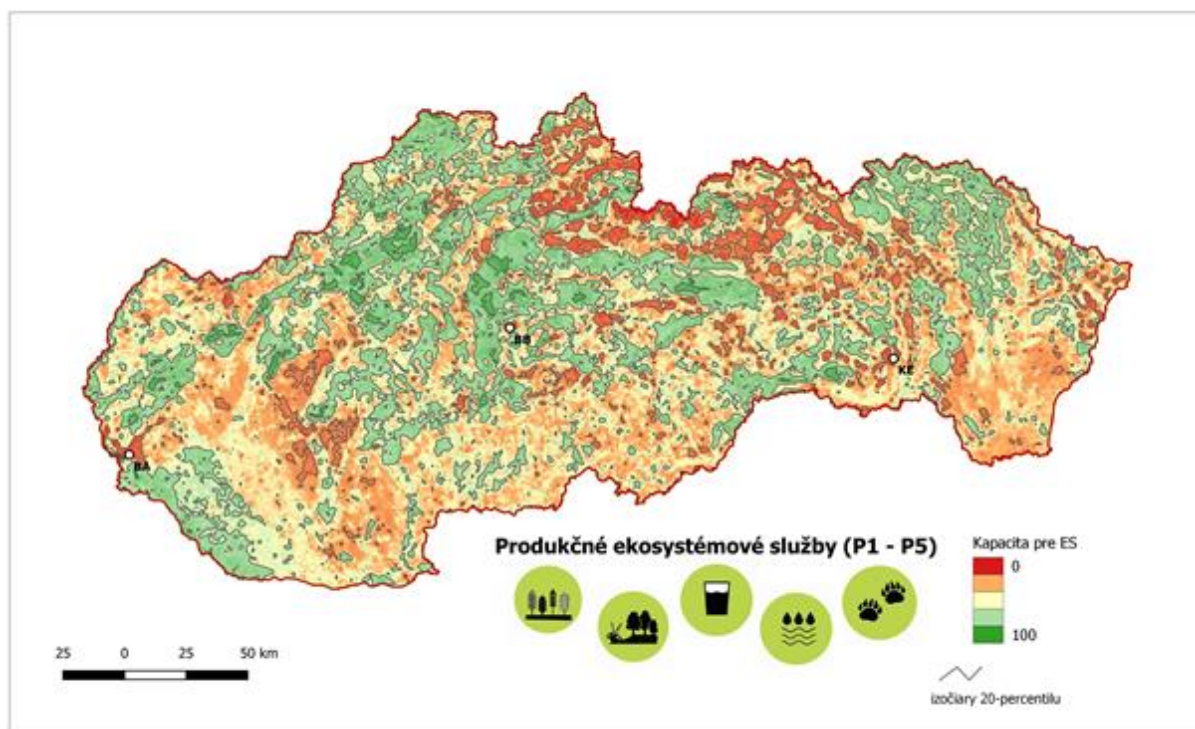 BB
KE
BA
Produkčné ekosystémové služby (P1 - P5)
Kapacita pre ES
0
100
25 0 25 50 km
izočiary 20-percentilu